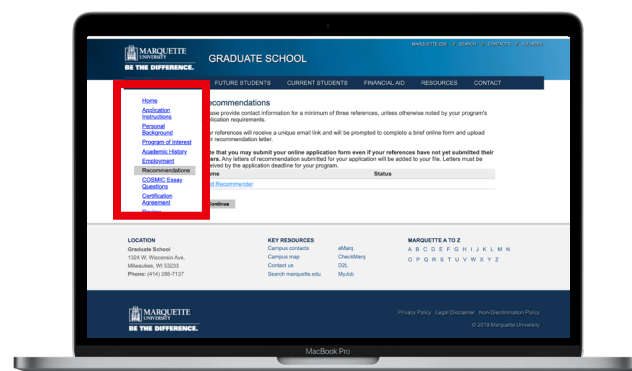 MARQUETTE
UNIVERSITY
BE THE DIFFERENCE.
GRADUATE SCHOOL
MARQUETTE.EDU // SEARCH // CONTACTS // A-Z INDEX
FUTURE STUDENTS CURRENT STUDENTS FINANCIAL AID RESOURCES CONTACT
Home
Application
Instructions
Personal
Background
Program of Interest
Academic History
Employment
Recommendations
COSMIC Essay
Questions
Certification
Agreement
Review
ecommendations
ase provide contact information for a minimum of three references, unless otherwise noted by your program's
lication requirements.
r references will receive a unique email link and will be prompted to complete a brief online form and upload
ir recommendation letter.
te that you may submit your online application form even if your references have not yet submitted their
ers. Any letters of recommendation submitted for your application will be added to your file. Letters must be
eived by the application deadline for your program.
me Status
d Recommender
Continue
LOCATION
Graduate School
1324 W. Wisconsin Ave.
Milwaukee, WI 53233
Phone: (414) 288-7137
KEY RESOURCES
Campus contacts eMarq
Campus map CheckMarq
Contact us D2L
Search marquette.edu MyJob
MARQUETTE A TO Z
A B C D E F G H I J K L M N
O P Q R S T U V W X Y Z
MARQUETTE
UNIVERSITY
BE THE DIFFERENCE.
Privacy Policy Legal Disclaimer Non-Discrimination Policy
© 2019 Marquette University
MacBook Pro